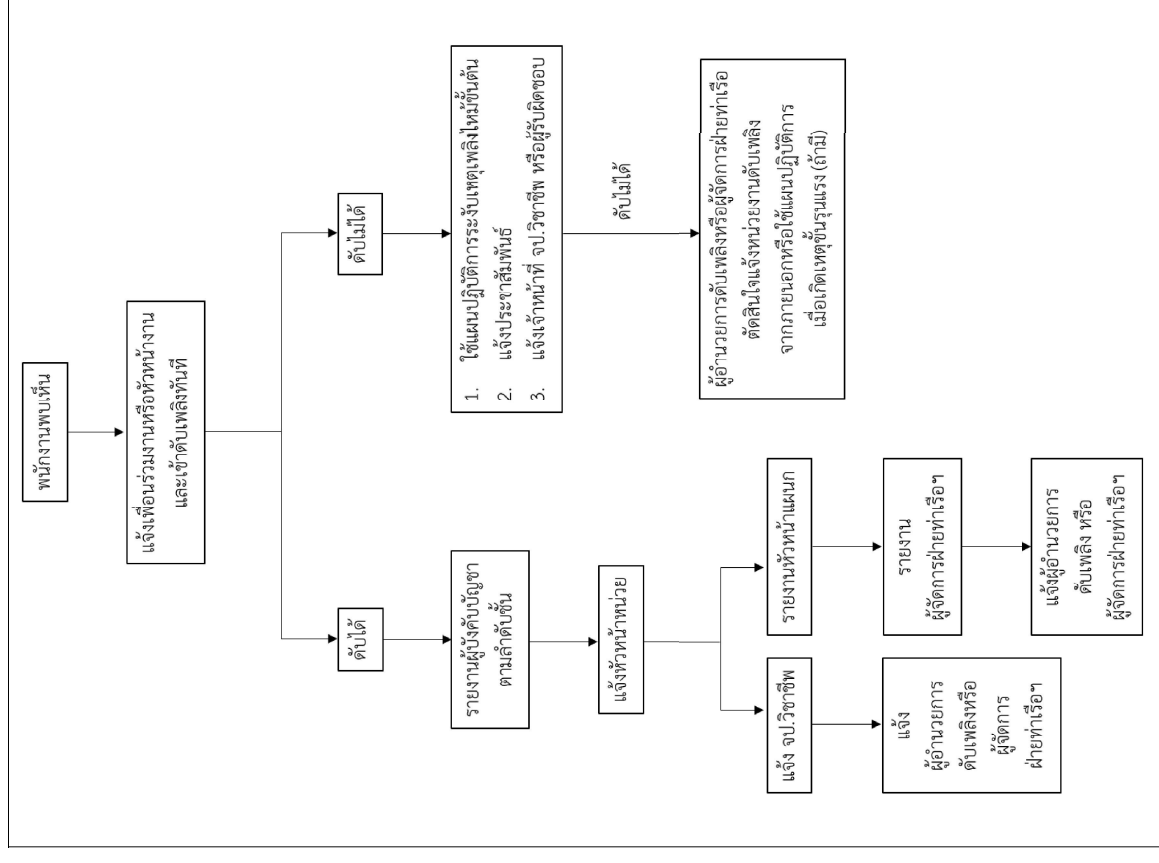 พนักงานพบเห็น
แจ้งเพื่อนร่วมงานหรือหัวหน้างาน
และเข้าดับเพลิงทันที
ดับได้
ดับไม่ได้
รายงานผู้บังคับบัญชา
ตามลำดับชั้น
แจ้งหัวหน้าหน่วย
แจ้ง จป.วิชาชีพ
แจ้ง
ผู้อำนวยการ
ดับเพลิงหรือ
ผู้จัดการ
ฝ่ายท่าเรือฯ
รายงานหัวหน้าแผนก
รายงาน
ผู้จัดการฝ่ายท่าเรือฯ
แจ้งผู้อำนวยการ
ดับเพลิง หรือ
ผู้จัดการฝ่ายท่าเรือฯ
1. ใช้แผนปฏิบัติการระงับเหตุเพลิงไหม้ขั้นต้น
2. แจ้งประชาสัมพันธ์
3. แจ้งเจ้าหน้าที่ จป.วิชาชีพ หรือผู้รับผิดชอบ
ดับไม่ได้
ผู้อำนวยการดับเพลิงหรือผู้จัดการฝ่ายท่าเรือ
ตัดสินใจแจ้งหน่วยงานดับเพลิง
จากภายนอกหรือใช้แผนปฏิบัติการ
เมื่อเกิดเหตุขั้นรุนแรง (ถ้ามี)